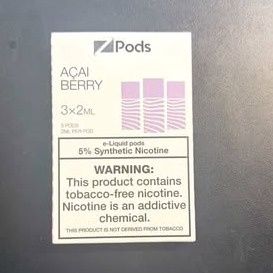 Pods
AÇAI
BERRY
3×2ML
3 PODS
2ML PER POD
e-Liquid pods
5% Synthetic Nicotine
WARNING:
This product contains
tobacco-free nicotine.
Nicotine is an addictive
chemical.
THIS PRODUCT IS NOT DERIVED FROM TOBACCO